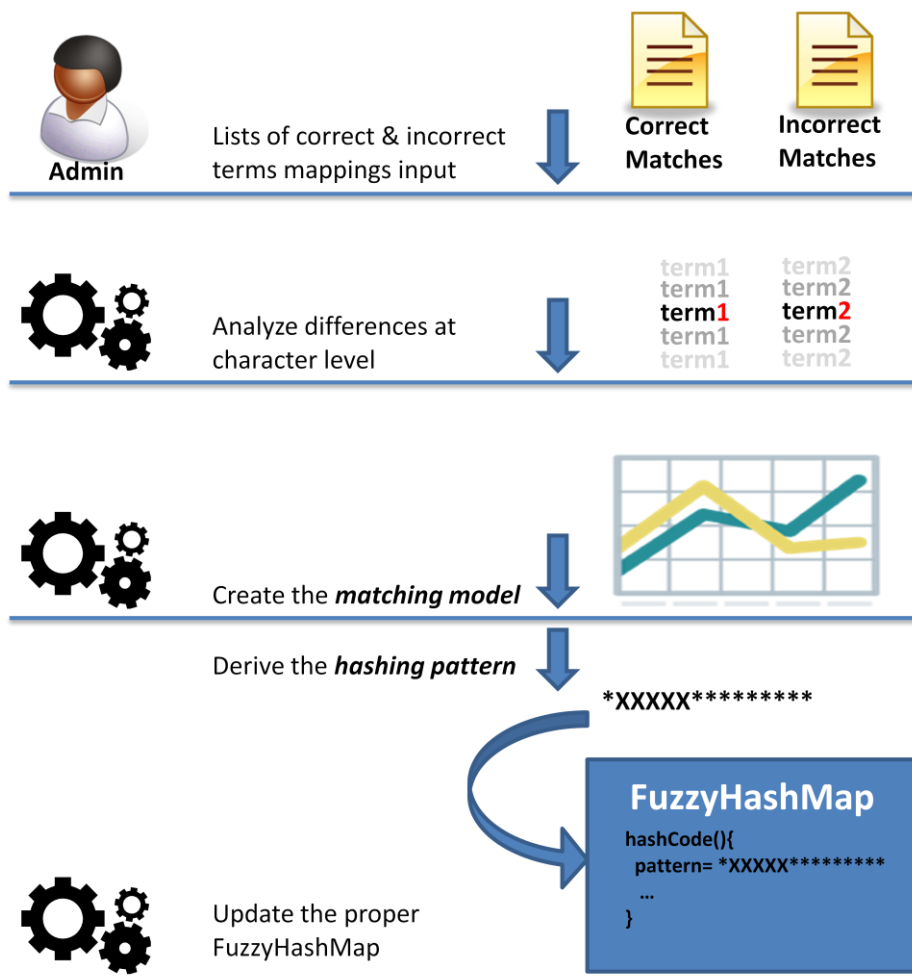 Admin
Lists of correct & incorrect
terms mappings input
Correct
Matches
Incorrect
Matches
Analyze differences at
character level
term1
term1
term1
term1
term1
term2
term2
term2
term2
term2
Create the matching model
Derive the hashing pattern
*XXXXX*********
FuzzyHashMap
hashCode(){
pattern= *XXXXX*********
...
}
Update the proper
FuzzyHashMap